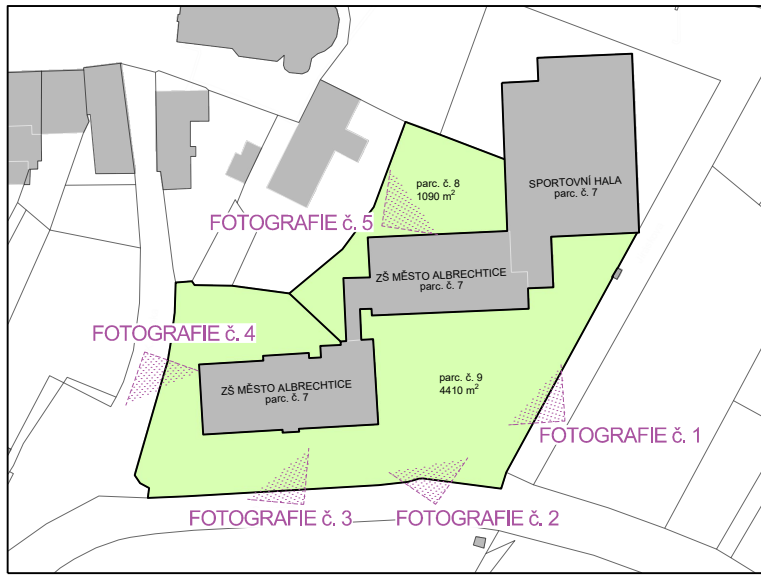 parc. č. 8
1090 m²
SPORTOVNÍ HALA
parc. č. 7
FOTOGRAFIE č. 5
ZŠ MĚSTO ALBRECHTICE
parc. č. 7
FOTOGRAFIE č. 4
ZŠ MĚSTO ALBRECHTICE
parc. č. 7
parc. č. 9
4410 m²
FOTOGRAFIE č. 1
FOTOGRAFIE č. 3
FOTOGRAFIE č. 2